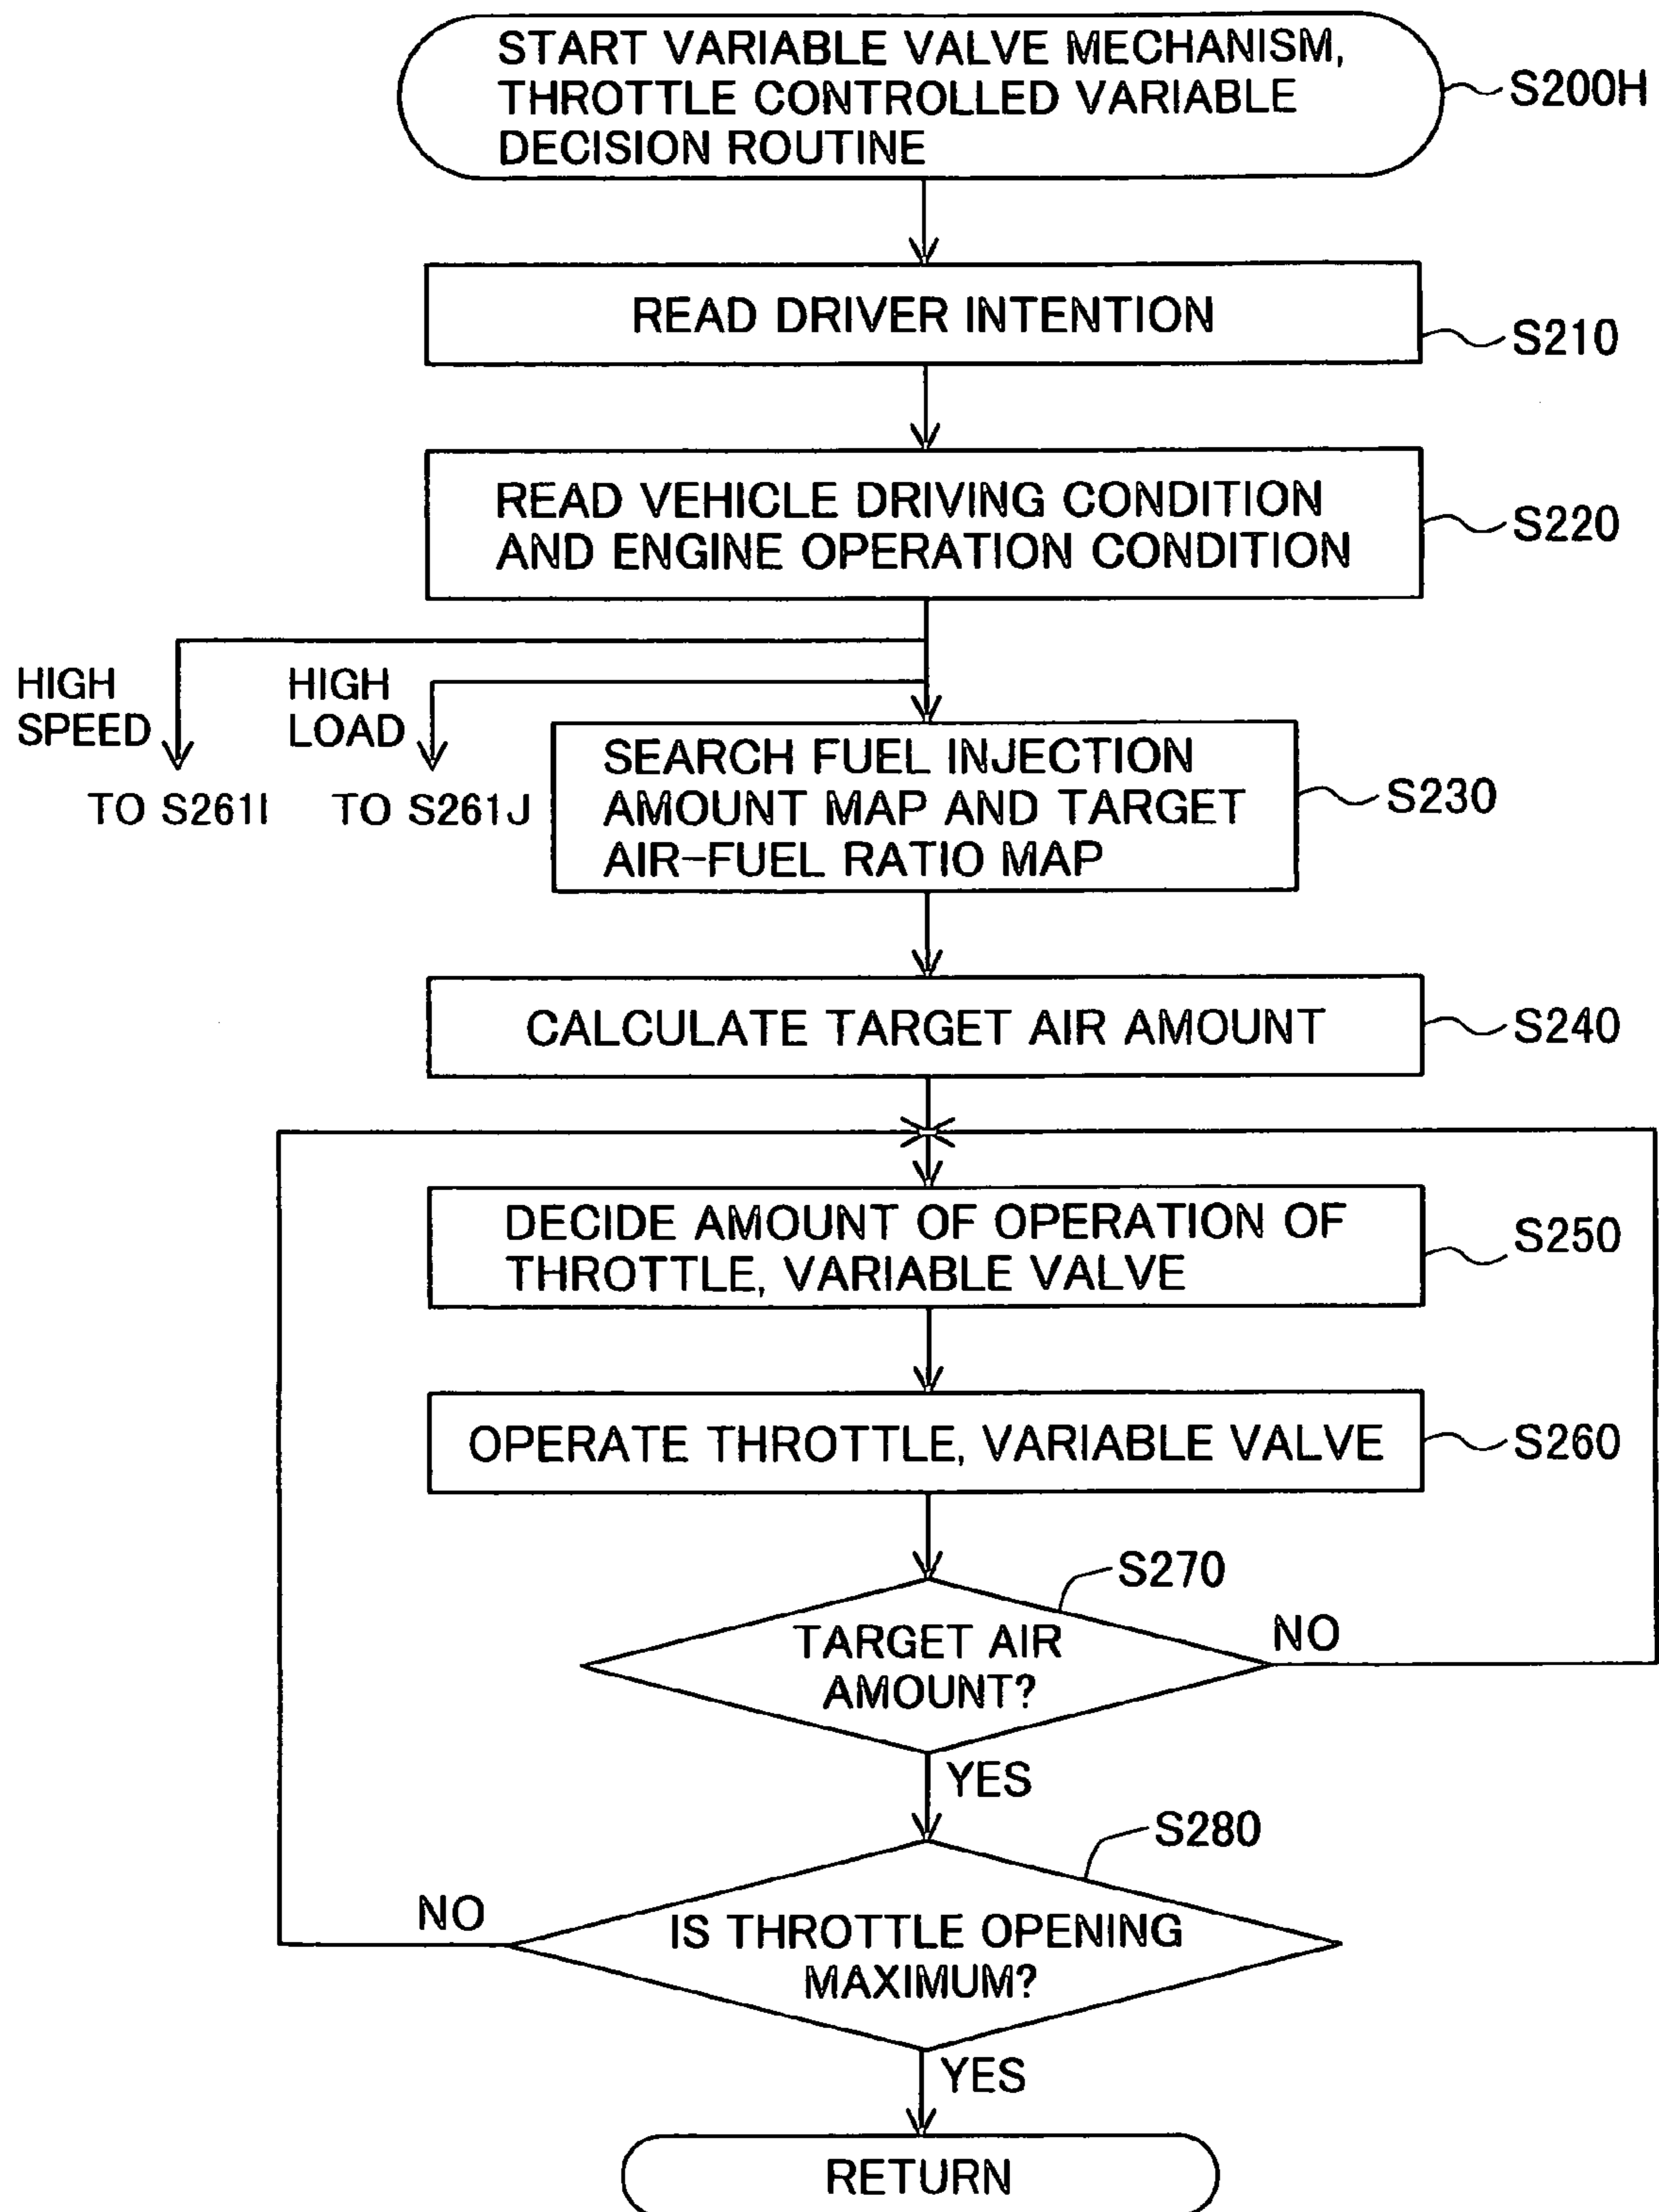 START VARIABLE VALVE MECHANISM,
THROTTLE CONTROLLED VARIABLE
DECISION ROUTINE
S200H
READ DRIVER INTENTION
S210
READ VEHICLE DRIVING CONDITION
AND ENGINE OPERATION CONDITION
S220
HIGH
SPEED
TO S261I
HIGH
LOAD
TO S261J
SEARCH FUEL INJECTION
AMOUNT MAP AND TARGET
AIR-FUEL RATIO MAP
S230
CALCULATE TARGET AIR AMOUNT
S240
DECIDE AMOUNT OF OPERATION OF
THROTTLE, VARIABLE VALVE
S250
OPERATE THROTTLE, VARIABLE VALVE
S260
S270
TARGET AIR
AMOUNT?
NO
YES
S280
NO
IS THROTTLE OPENING
MAXIMUM?
YES
RETURN